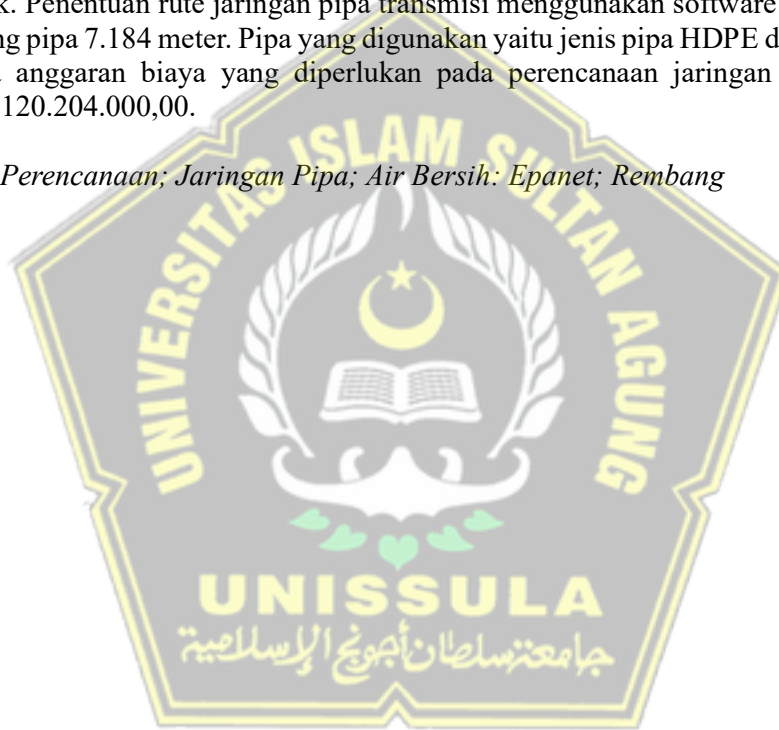 k. Penentuan rute jaringan pipa transmisi menggunakan software
ng pipa 7.184 meter. Pipa yang digunakan yaitu jenis pipa HDPE d
anggaran biaya yang diperlukan pada perencanaan jaringan
120.204.000,00.
Perencanaan; Jaringan Pipa; Air Bersih: Epanet; Rembang
UNIVERSITAS ISLAM SULTAN AGUNG
UNISSULA
جامعة سلطان أجونج الإسلامية